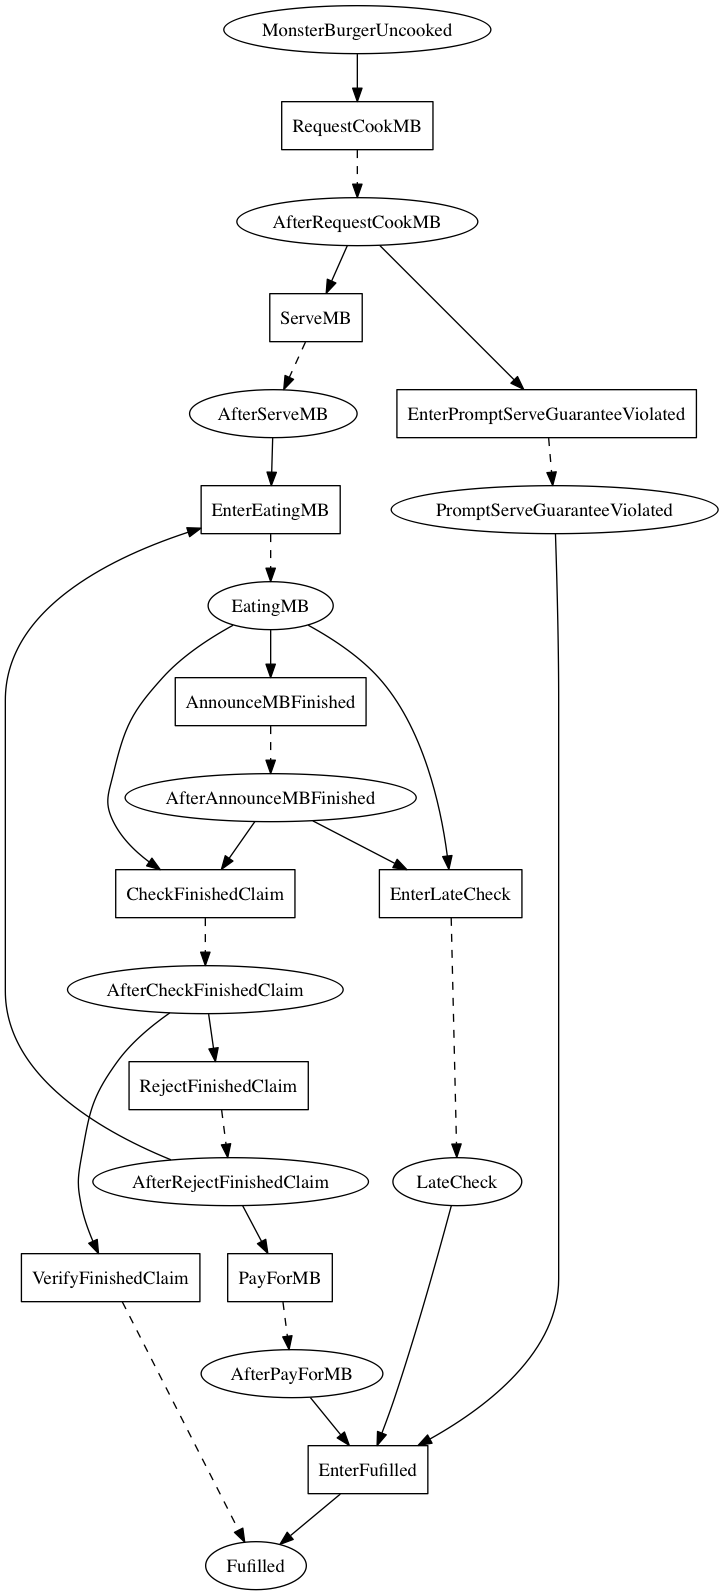 MonsterBurgerUncooked
RequestCookMB
AfterRequestCookMB
ServeMB
AfterServeMB
EnterPromptServeGuaranteeViolated
EnterEatingMB
PromptServeGuaranteeViolated
EatingMB
AnnounceMBFinished
AfterAnnounceMBFinished
CheckFinishedClaim
EnterLateCheck
AfterCheckFinishedClaim
RejectFinishedClaim
AfterRejectFinishedClaim
LateCheck
VerifyFinishedClaim
PayForMB
AfterPayForMB
EnterFufilled
Fufilled